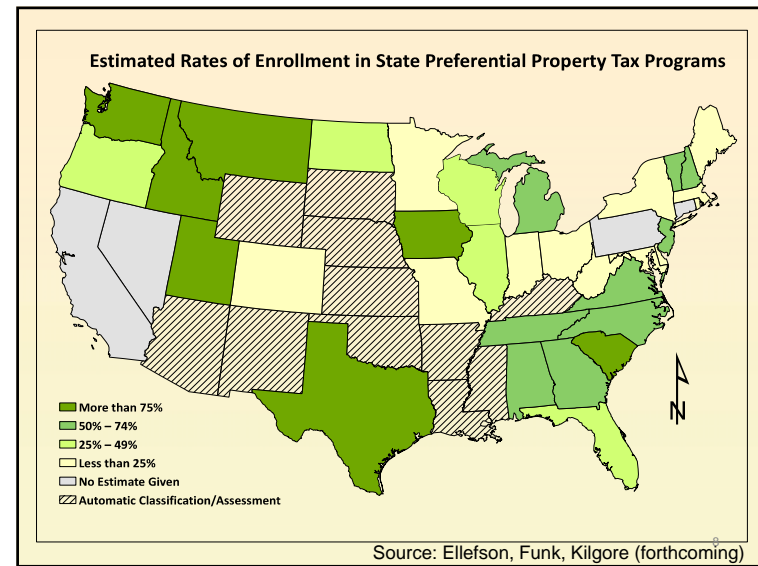 Estimated Rates of Enrollment in State Preferential Property Tax Programs
More than 75%
50% – 74%
25% – 49%
Less than 25%
No Estimate Given
Automatic Classification/Assessment
N
8
Source: Ellefson, Funk, Kilgore (forthcoming)